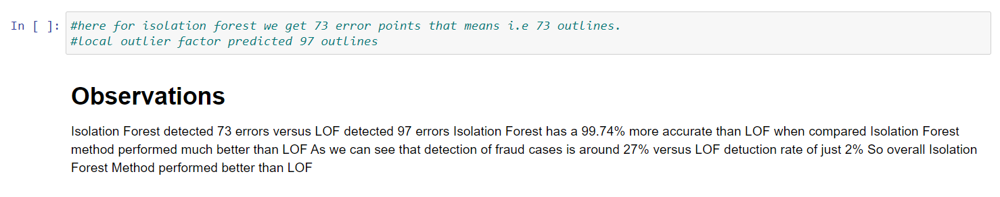 In [ ]: #here for isolation forest we get 73 error points that means i.e 73 outlines.
#local outlier factor predicted 97 outlines
Observations
Isolation Forest detected 73 errors versus LOF detected 97 errors Isolation Forest has a 99.74% more accurate than LOF when compared Isolation Forest
method performed much better than LOF As we can see that detection of fraud cases is around 27% versus LOF detuction rate of just 2% So overall Isolation
Forest Method performed better than LOF